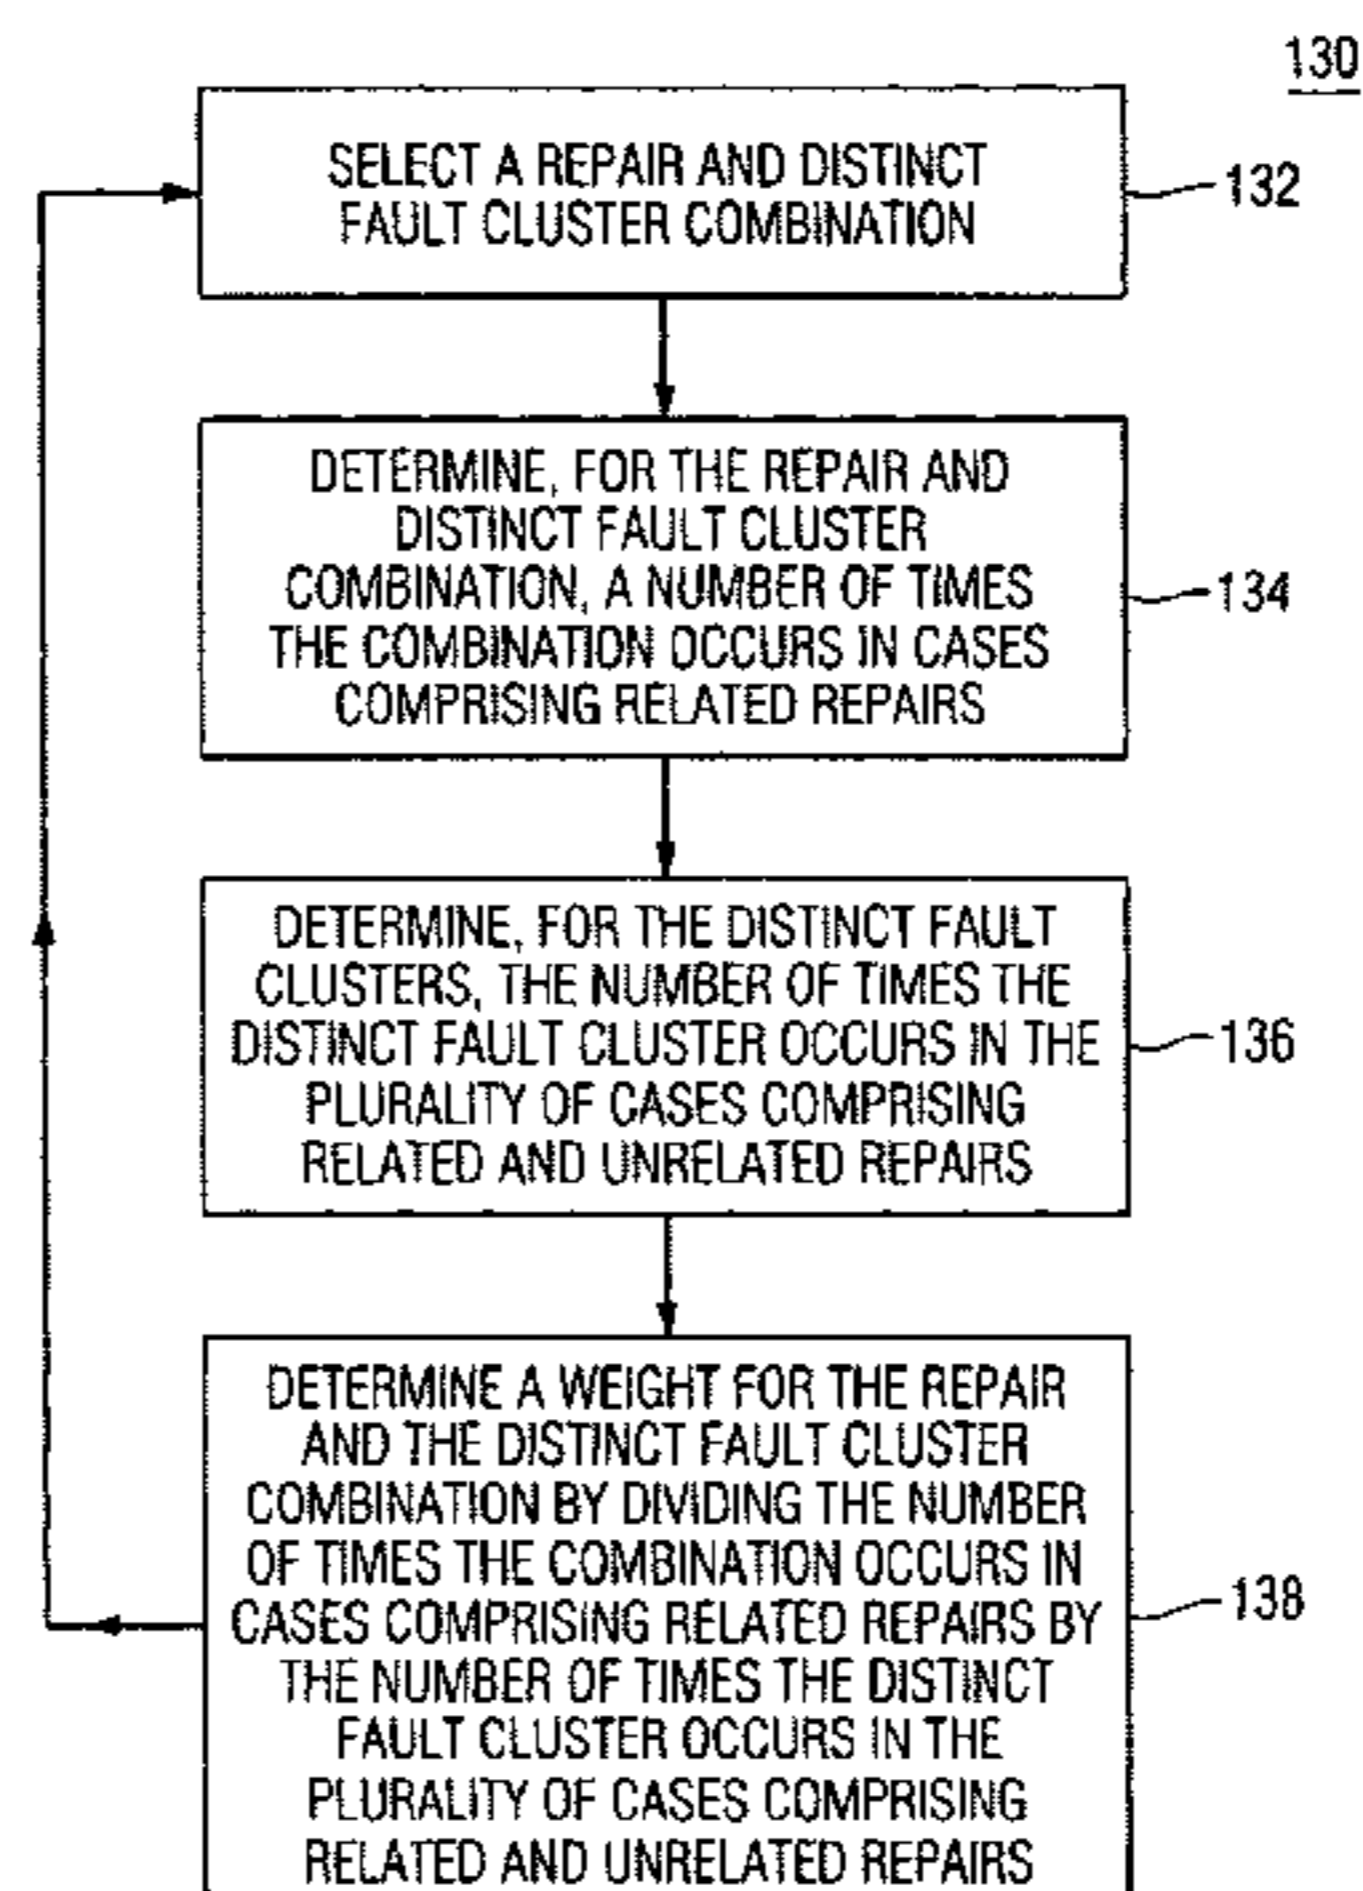 130
SELECT A REPAIR AND DISTINCT
FAULT CLUSTER COMBINATION
132
DETERMINE, FOR THE REPAIR AND
DISTINCT FAULT CLUSTER
COMBINATION, A NUMBER OF TIMES
THE COMBINATION OCCURS IN CASES
COMPRISING RELATED REPAIRS
134
DETERMINE, FOR THE DISTINCT FAULT
CLUSTERS, THE NUMBER OF TIMES THE
DISTINCT FAULT CLUSTER OCCURS IN THE
PLURALITY OF CASES COMPRISING
RELATED AND UNRELATED REPAIRS
136
DETERMINE A WEIGHT FOR THE REPAIR
AND THE DISTINCT FAULT CLUSTER
COMBINATION BY DIVIDING THE NUMBER
OF TIMES THE COMBINATION OCCURS IN
CASES COMPRISING RELATED REPAIRS BY
THE NUMBER OF TIMES THE DISTINCT
FAULT CLUSTER OCCURS IN THE
PLURALITY OF CASES COMPRISING
RELATED AND UNRELATED REPAIRS
138